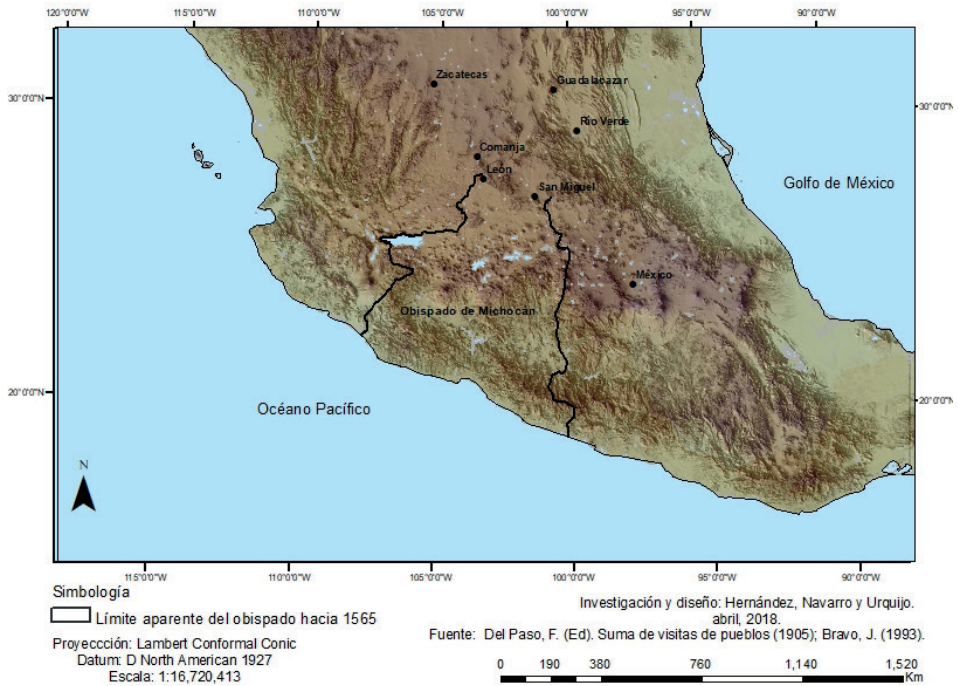 120°0'0"W 115°0'0"W 110°0'0"W 105°0'0"W 100°0'0"W 95°0'0"W 90°0'0"W
Zacatecas
Guadalacazar
30°0'0"N
30°0'0"N
Río Verde
Comanja
León
Golfo de México
San Miguel
México
Obispado de Michocán
20°0'0"N
20°0'0"N
Océano Pacífico
N
115°0'0"W 110°0'0"W 105°0'0"W 100°0'0"W 95°0'0"W 90°0'0"W
Simbología
Límite aparente del obispado hacia 1565
Proyeccción: Lambert Conformal Conic
Datum: D North American 1927
Escala: 1:16,720,413
Investigación y diseño: Hernández, Navarro y Urquijo.
abril, 2018.
Fuente: Del Paso, F. (Ed). Suma de visitas de pueblos (1905); Bravo, J. (1993).
0 190 380 760 1,140 1,520
Km